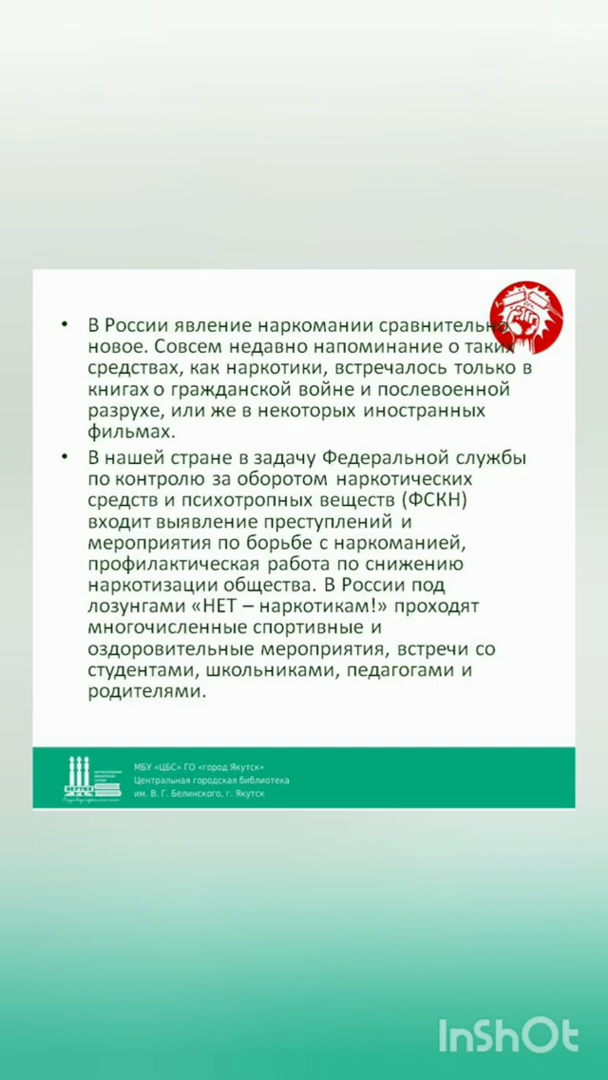 • В России явление наркомании сравнительно
новое. Совсем недавно напоминание о таких
средствах, как наркотики, встречалось только в
книгах о гражданской войне и послевоенной
разрухе, или же в некоторых иностранных
фильмах.
• В нашей стране в задачу Федеральной службы
по контролю за оборотом наркотических
средств и психотропных веществ (ФСКН)
входит выявление преступлений и
мероприятия по борьбе с наркоманией,
профилактическая работа по снижению
наркотизации общества. В России под
лозунгами «НЕТ – наркотикам!» проходят
многочисленные спортивные и
оздоровительные мероприятия, встречи со
студентами, школьниками, педагогами и
родителями.
МБУ «ЦБС» ГО «город Якутск»
Центральная городская библиотека
им. В. Г. Белинского, г. Якутск
InShOt